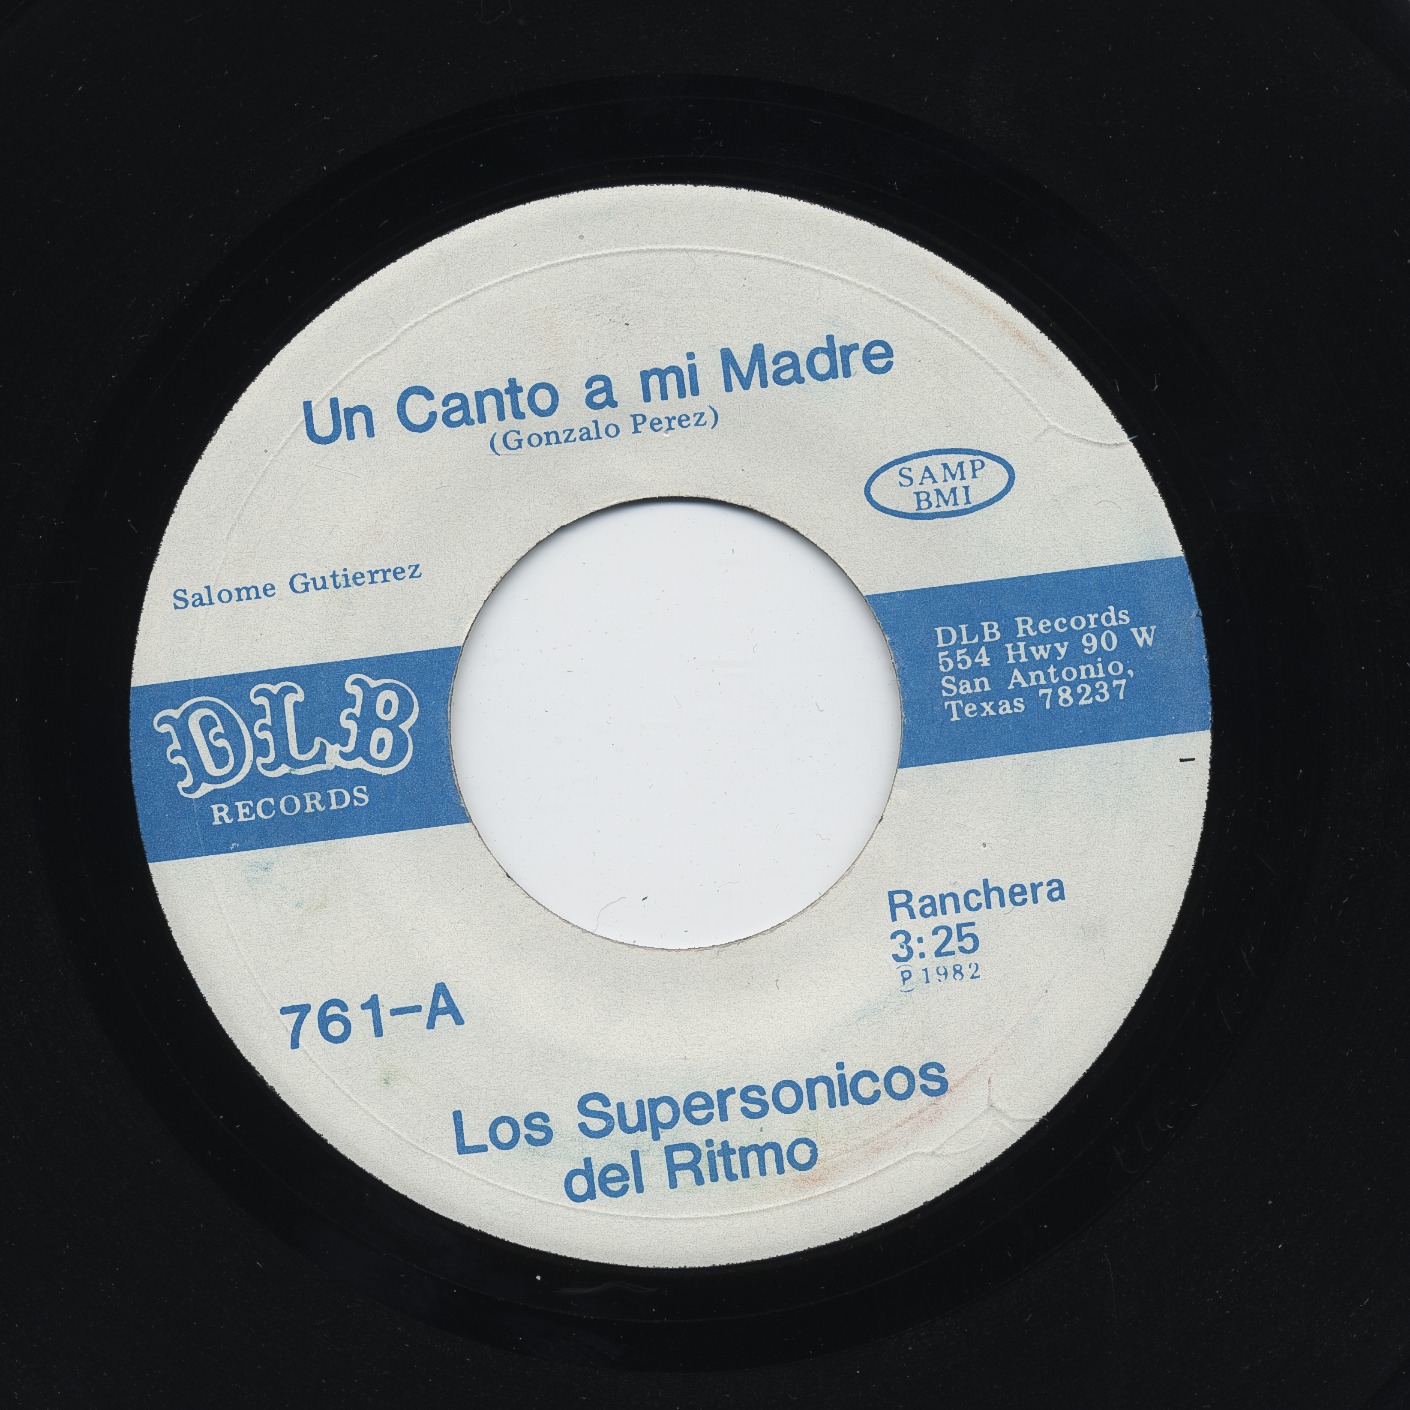 Un Canto a mi Madre
(Gonzalo Perez)
SAMP
BMI
Salome Gutierrez
DLB
RECORDS
DLB Records
554 Hwy 90 W
San Antonio,
Texas 78237
Ranchera
3:25
℗ 1982
761-A
Los Supersonicos
del Ritmo